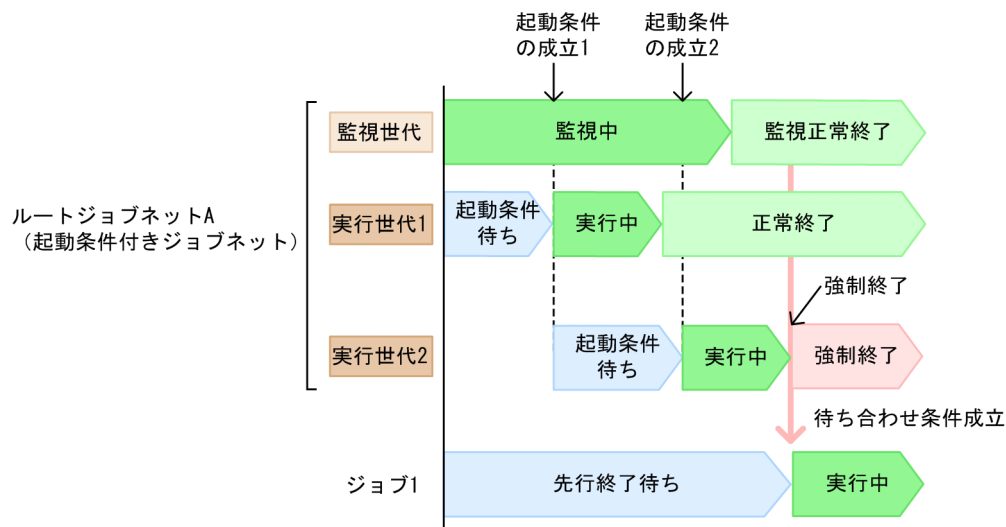 起動条件
の成立1
起動条件
の成立2
監視世代
監視中
監視正常終了
ルートジョブネットA
（起動条件付きジョブネット）
実行世代1
起動条件
待ち
実行中
正常終了
強制終了
実行世代2
起動条件
待ち
実行中
強制終了
待ち合わせ条件成立
ジョブ1
先行終了待ち
実行中